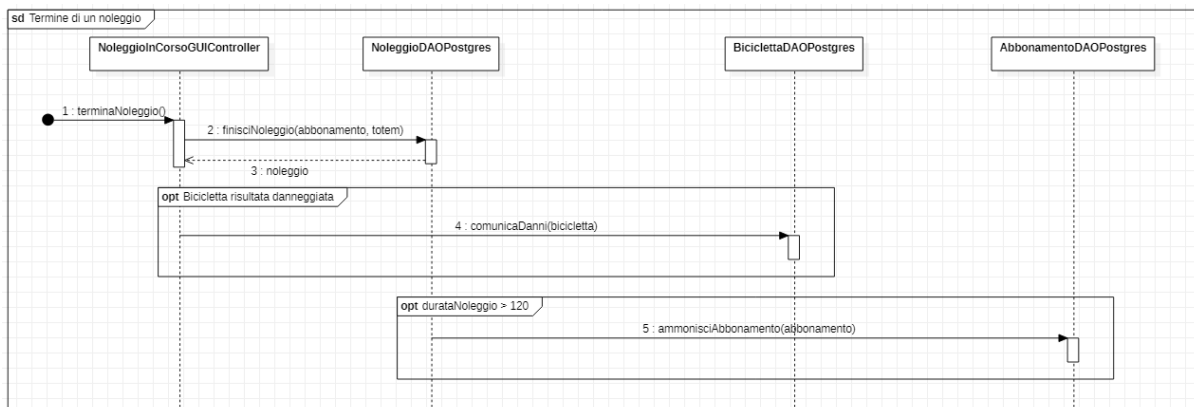 sd Termine di un noleggio
NoleggioInCorsoGUIController
NoleggioDAOPostgres
BiciclettaDAOPostgres
AbbonamentoDAOPostgres
1 : terminaNoleggio()
2 : finisciNoleggio(abbonamento, totem)
3 : noleggio
opt Bicicletta risultata danneggiata
4 : comunicaDanni(bicicletta)
opt durataNoleggio > 120
5 : ammonisciAbbonamento(abbonamento)